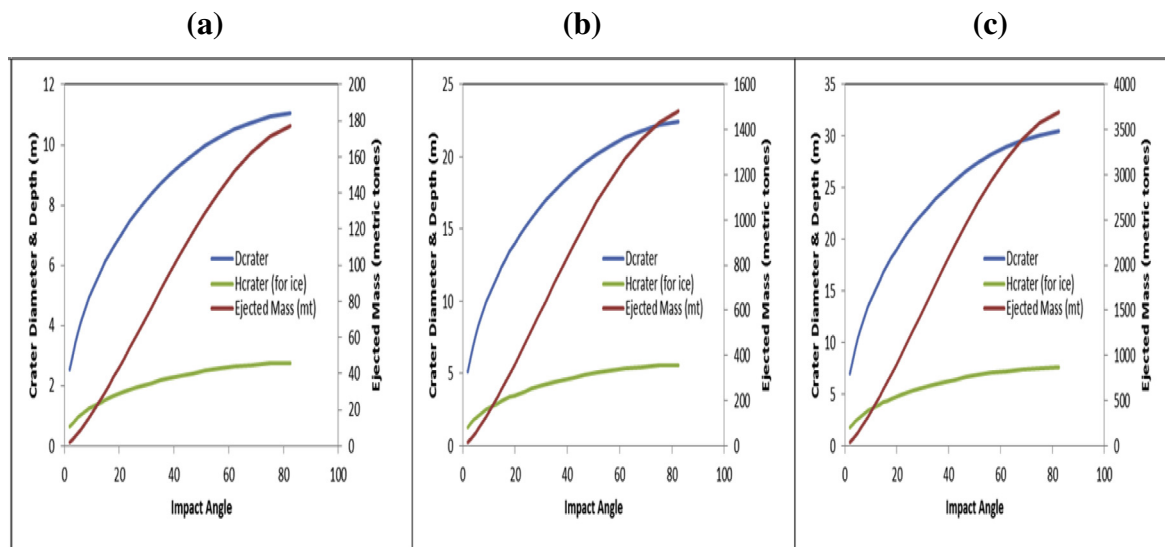 (a) (b) (c)
12
10
8
6
4
2
0
200
180
160
140
120
100
80
60
40
20
0
0 20 40 60 80 100
Crater Diameter & Depth (m)
Ejected Mass (metric tones)
Impact Angle
Dcrater
Hcrater (for ice)
Ejected Mass (mt)
25
20
15
10
5
0
1600
1400
1200
1000
800
600
400
200
0
0 20 40 60 80 100
Crater Diameter & Depth (m)
Ejected Mass (metric tones)
Impact Angle
Dcrater
Hcrater (for ice)
Ejected Mass (mt)
35
30
25
20
15
10
5
0
4000
3500
3000
2500
2000
1500
1000
500
0
0 20 40 60 80 100
Crater Diameter & Depth (m)
Ejected Mass (metric tones)
Impact Angle
Dcrater
Hcrater (for ice)
Ejected Mass (mt)